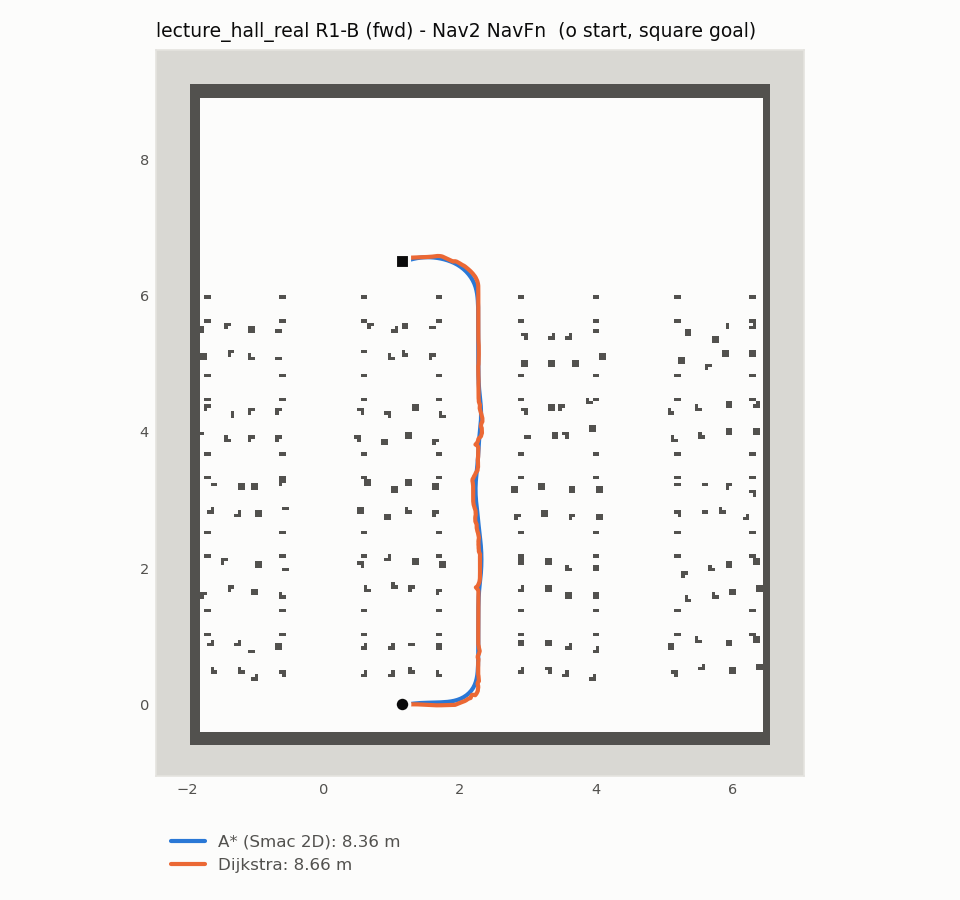 lecture_hall_real R1-B (fwd) - Nav2 NavFn  (o start, square goal)
8
6
4
2
0
−2 0 2 4 6
A* (Smac 2D): 8.36 m
Dijkstra: 8.66 m